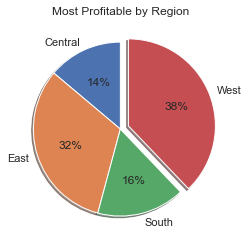 Most Profitable by Region
Central
14%
West
38%
East
32%
16%
South